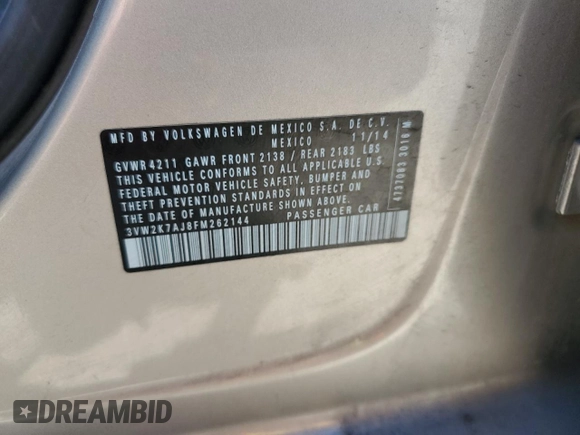 MFD BY VOLKSWAGEN DE MEXICO S.A. DE C.V.
MEXICO 11/14
GVWR 4211 GAWR FRONT 2138 / REAR 2183 LBS
THIS VEHICLE CONFORMS TO ALL APPLICABLE U.S.
FEDERAL MOTOR VEHICLE SAFETY, BUMPER AND
THEFT PREVENTION STANDARDS IN EFFECT ON
THE DATE OF MANUFACTURE SHOWN ABOVE.
3VW2K7AJ8FM262144 PASSENGER CAR
DREAMBID